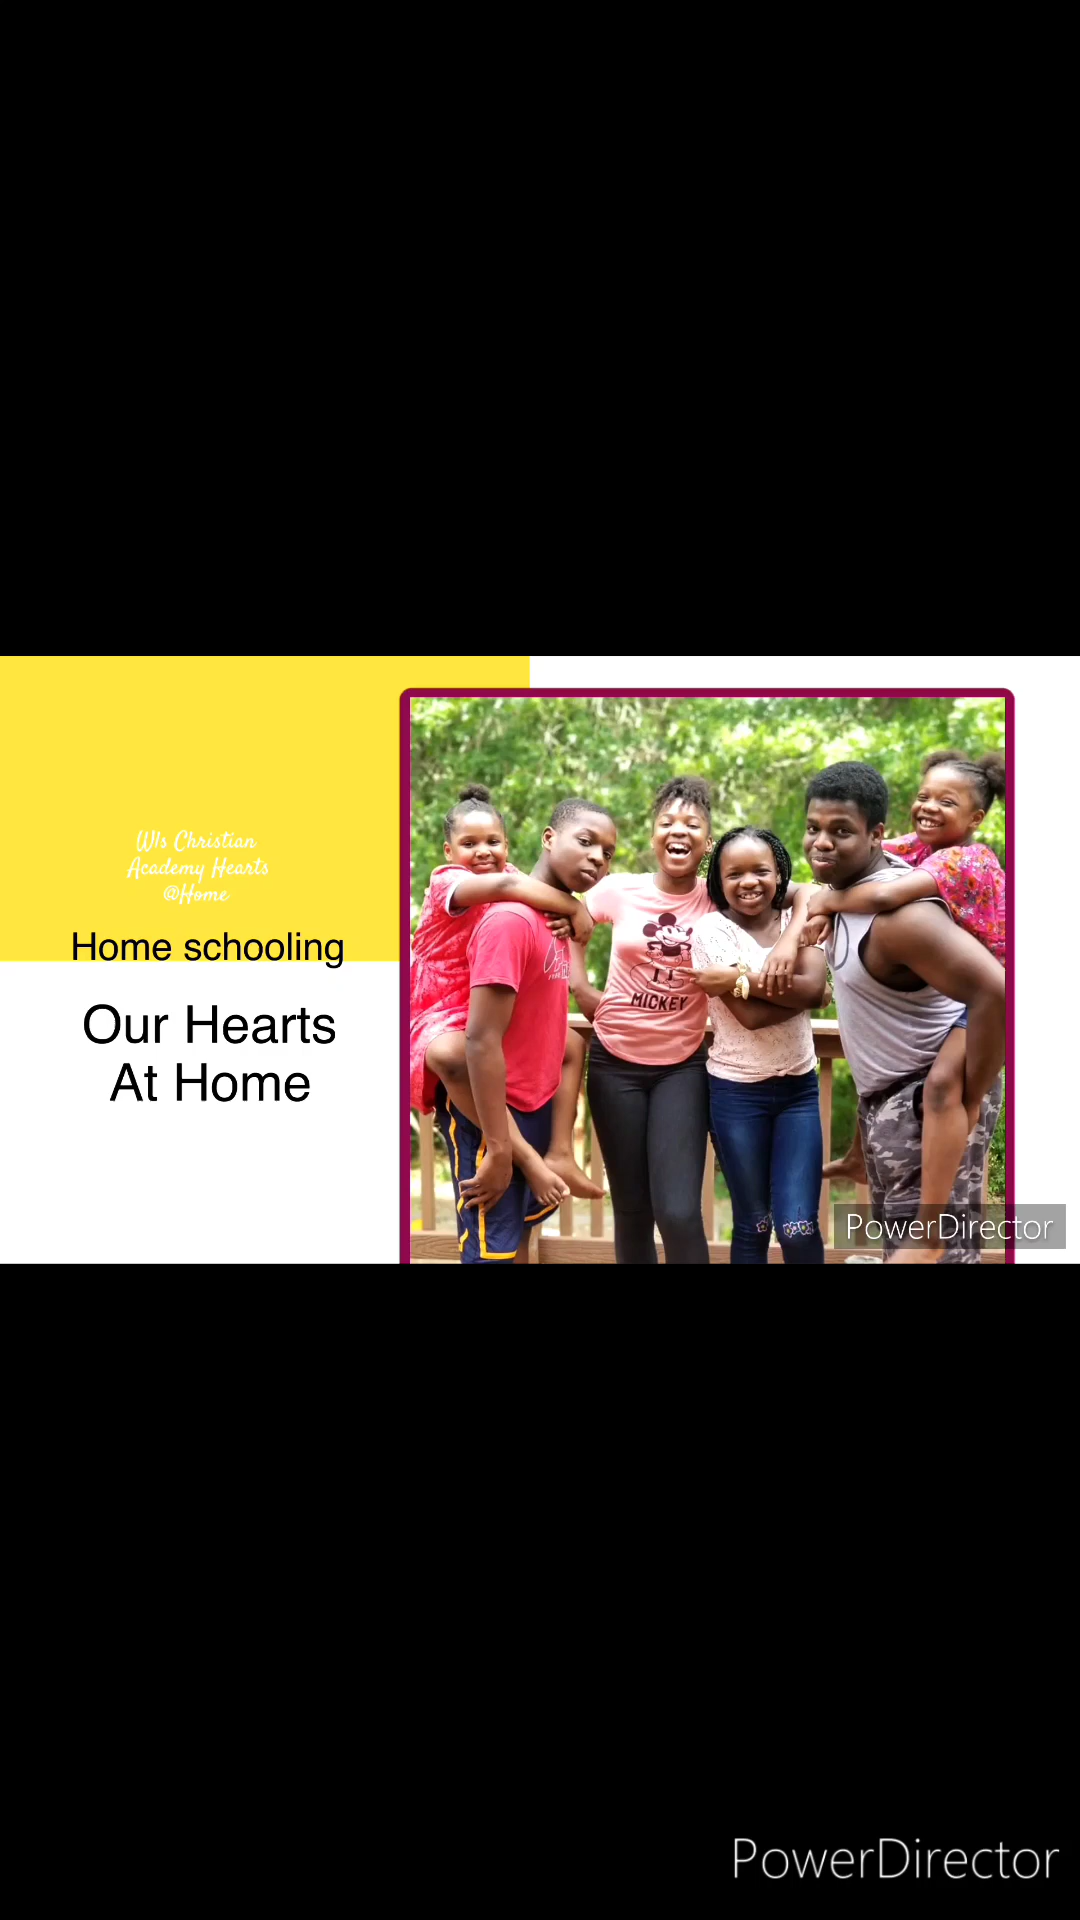 Wls Christian
Academy Hearts
@Home
Home schooling
Our Hearts
At Home
MICKEY
PowerDirector
PowerDirector